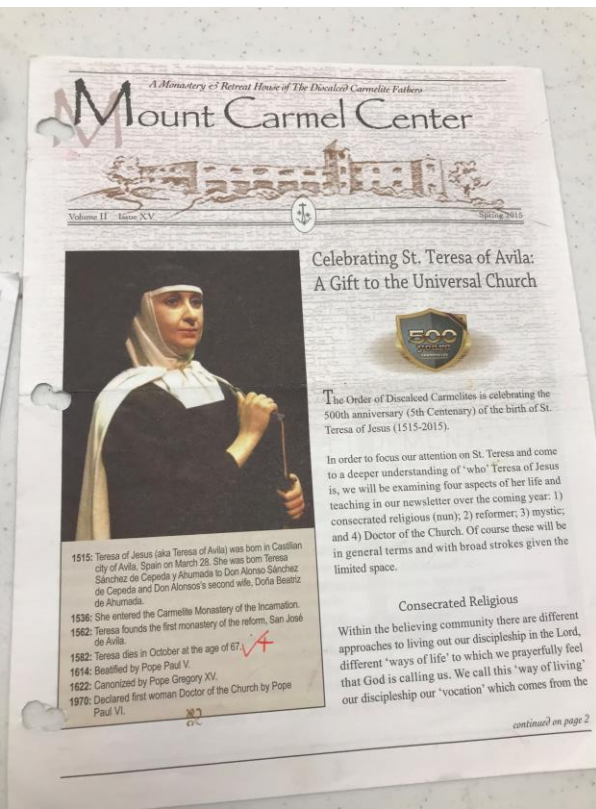 A Monastery & Retreat House of The Discalced Carmelite Fathers
Mount Carmel Center
Volume II Issue XV
Spring 2015
Celebrating St. Teresa of Avila:
A Gift to the Universal Church
500
The Order of Discalced Carmelites is celebrating the
500th anniversary (5th Centenary) of the birth of St.
Teresa of Jesus (1515-2015).
In order to focus our attention on St. Teresa and come
to a deeper understanding of 'who' Teresa of Jesus
is, we will be examining four aspects of her life and
teaching in our newsletter over the coming year: 1)
consecrated religious (nun); 2) reformer; 3) mystic;
and 4) Doctor of the Church. Of course these will be
in general terms and with broad strokes given the
limited space.
Consecrated Religious
Within the believing community there are different
approaches to living out our discipleship in the Lord,
different 'ways of life' to which we prayerfully feel
that God is calling us. We call this 'way of living'
our discipleship our 'vocation' which comes from the
continued on page 2
1515: Teresa of Jesus (aka Teresa of Avila) was born in Castilian
city of Avila, Spain on March 28. She was born Teresa
Sánchez de Cepeda y Ahumada to Don Alonso Sánchez
de Cepeda and Don Alonsos's second wife, Doña Beatriz
de Ahumada.
1536: She entered the Carmelite Monastery of the Incarnation.
1562: Teresa founds the first monastery of the reform, San José
de Avila.
1582: Teresa dies in October at the age of 67.
1614: Beatified by Pope Paul V.
1622: Canonized by Pope Gregory XV.
1970: Declared first woman Doctor of the Church by Pope
Paul VI.